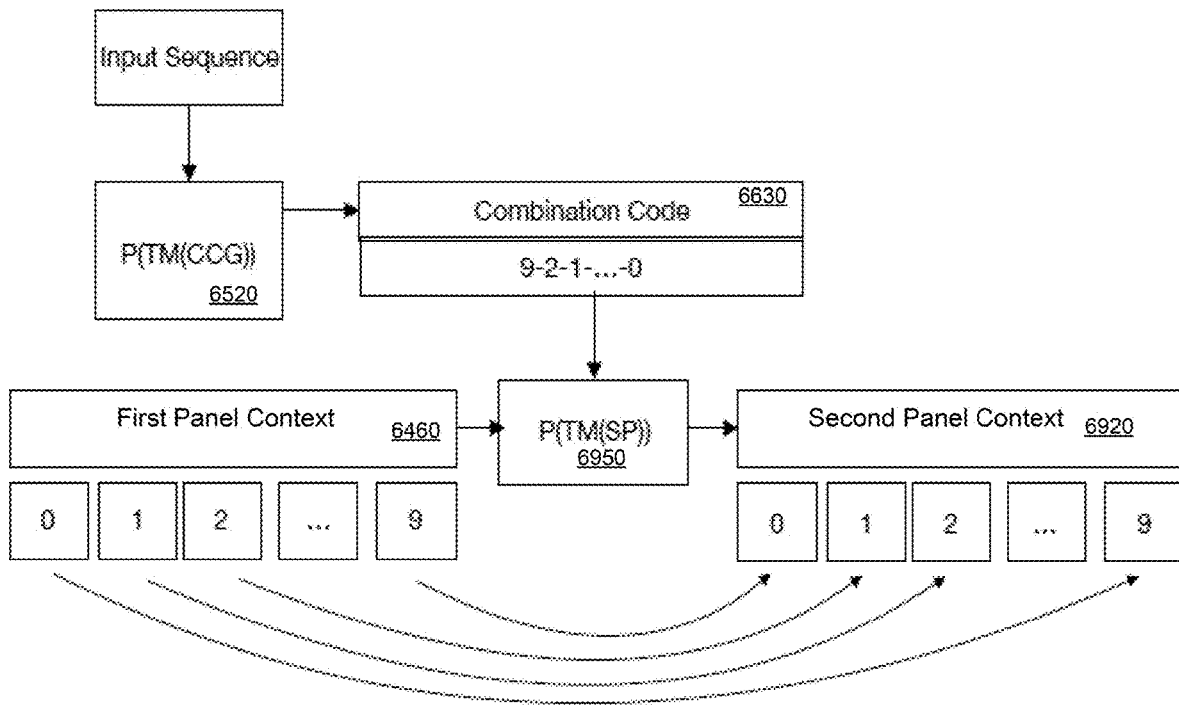 Input Sequence
P(TM(CCG))
6520
Combination Code
6630
9-2-1-...-0
First Panel Context
6460
P(TM(SP))
6950
Second Panel Context
6920
0 1 2 ... 9
0 1 2 ... 9